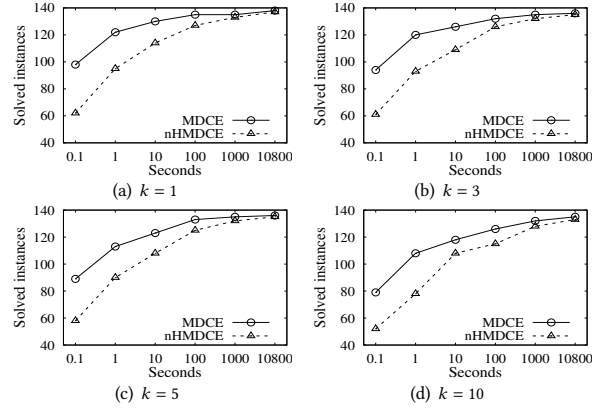 140
120
100
80
60
40
Solved instances
MDCE
nHMDCE
0.1 1 10 100 1000 10800
Seconds
(a) k = 1
140
120
100
80
60
40
Solved instances
MDCE
nHMDCE
0.1 1 10 100 1000 10800
Seconds
(b) k = 3
140
120
100
80
60
40
Solved instances
MDCE
nHMDCE
0.1 1 10 100 1000 10800
Seconds
(c) k = 5
140
120
100
80
60
40
Solved instances
MDCE
nHMDCE
0.1 1 10 100 1000 10800
Seconds
(d) k = 10